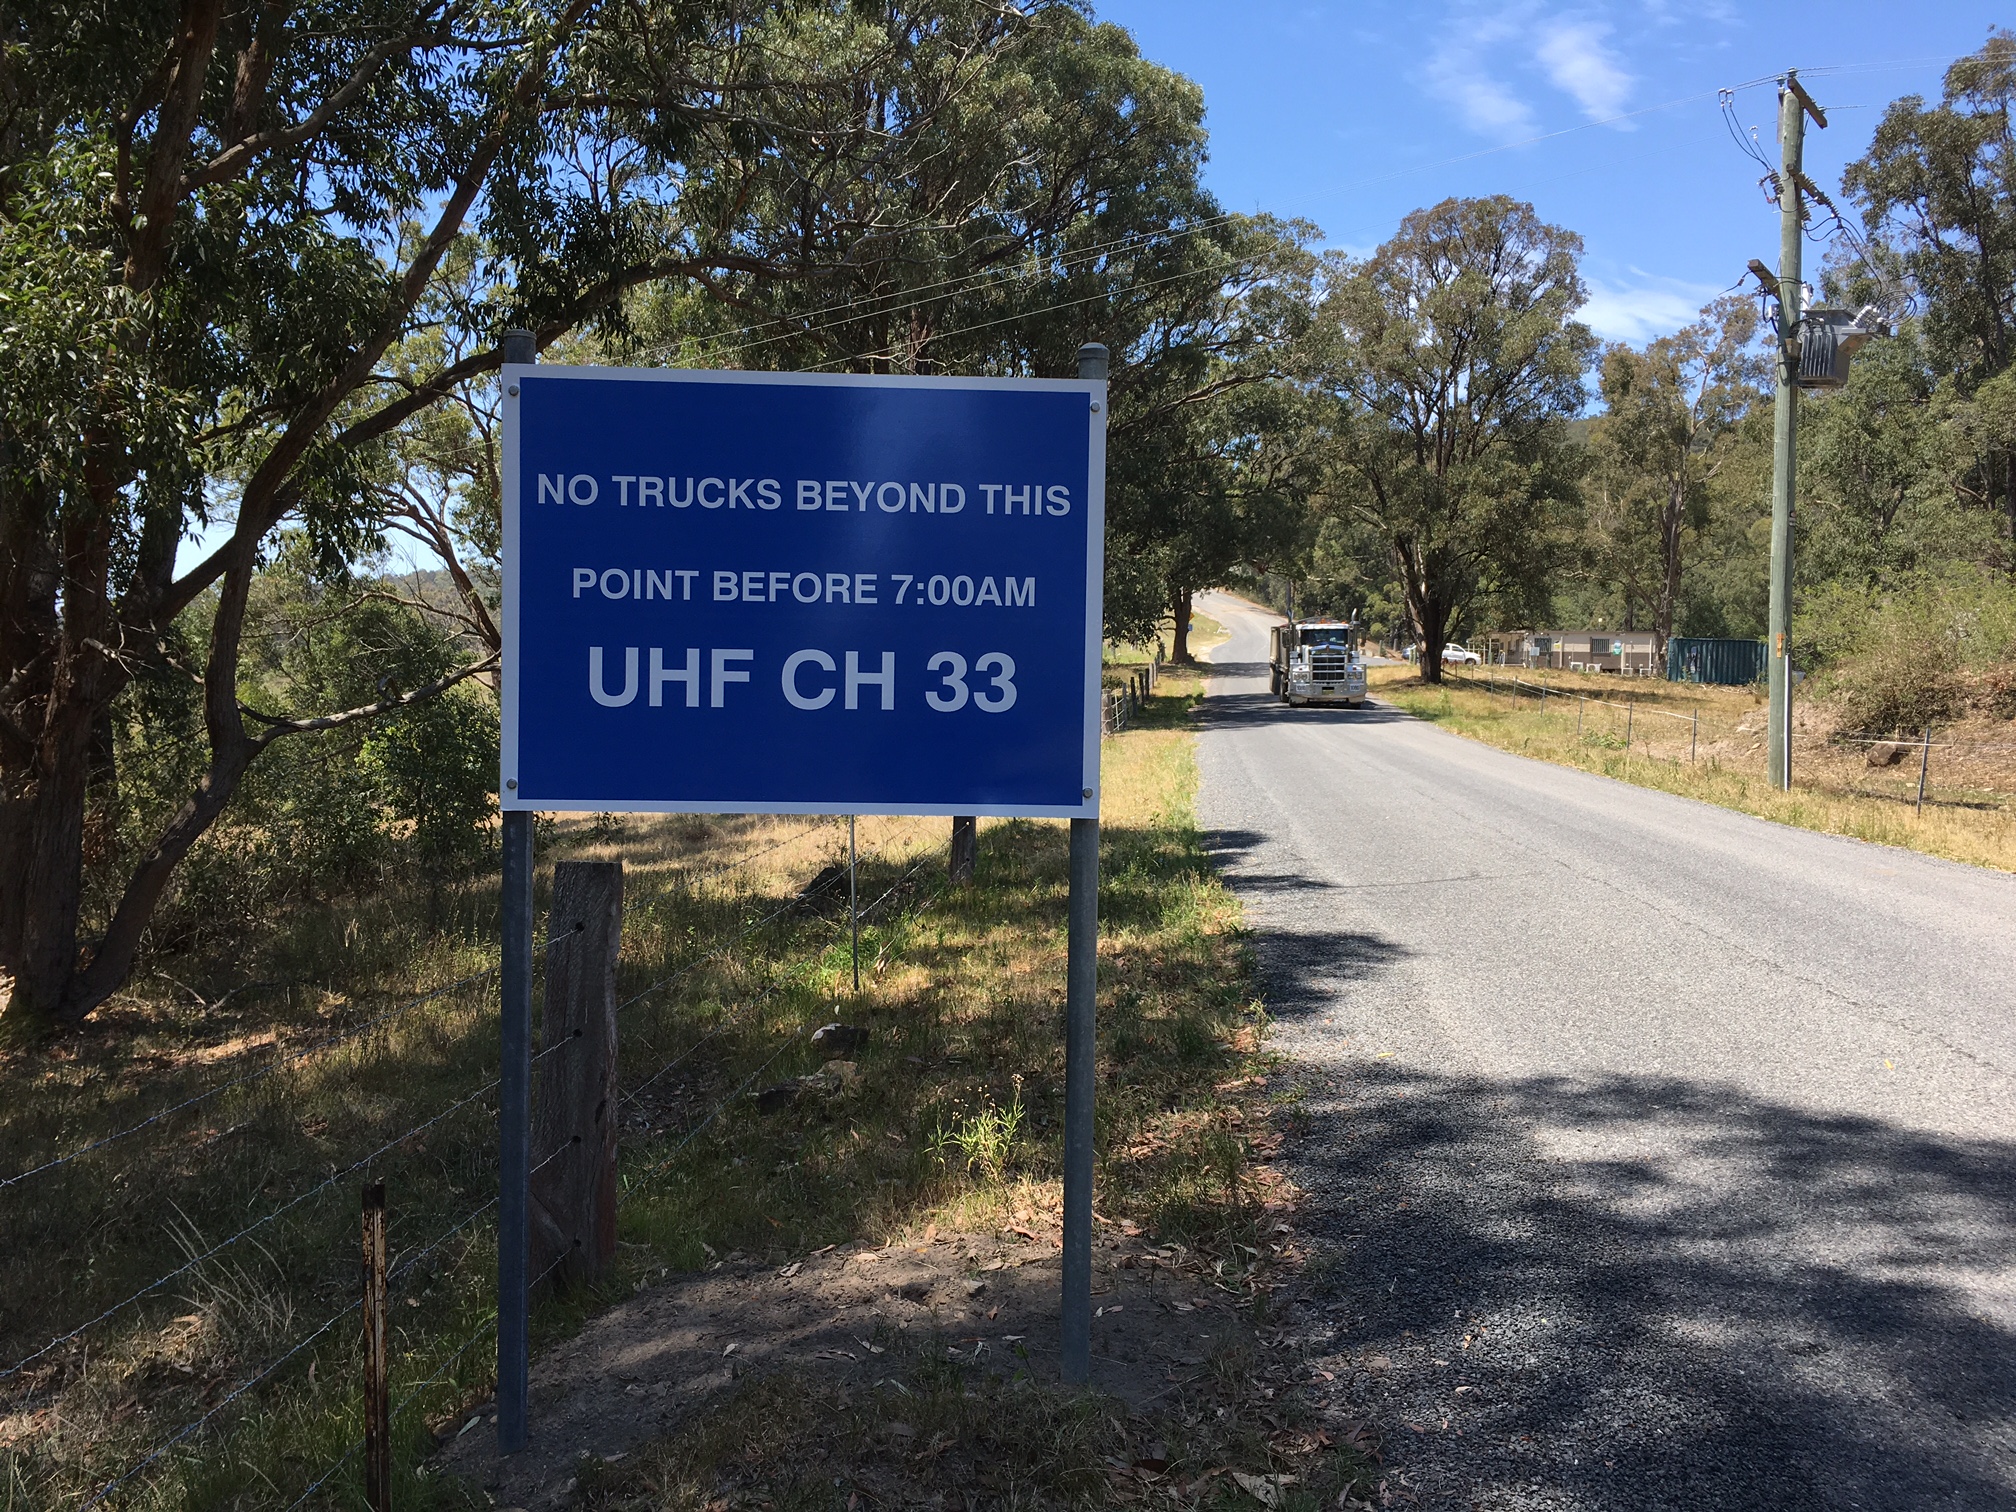 NO TRUCKS BEYOND THIS
POINT BEFORE 7:00AM
UHF CH 33